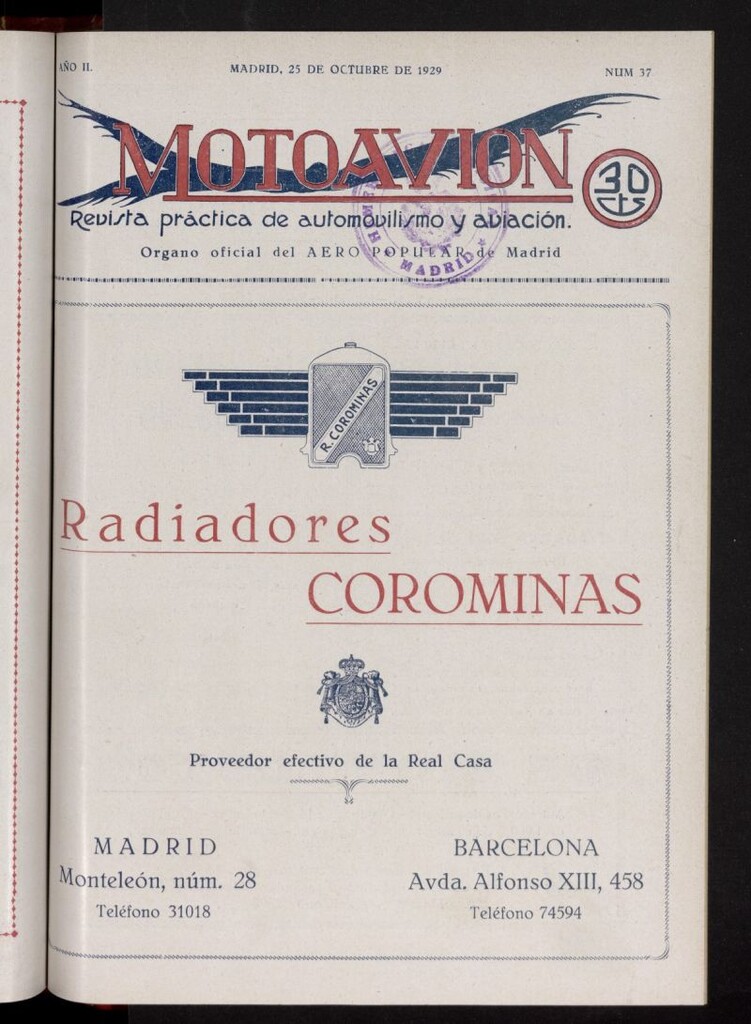 AÑO II.
MADRID, 25 DE OCTUBRE DE 1929
NUM 37
MOTOAVION
30 cts
Revista práctica de automovilismo y aviación.
Organo oficial del AERO POPULAR de Madrid
MADRID
R. COROMINAS
Radiadores
COROMINAS
Proveedor efectivo de la Real Casa
MADRID
Monteleón, núm. 28
Teléfono 31018
BARCELONA
Avda. Alfonso XIII, 458
Teléfono 74594